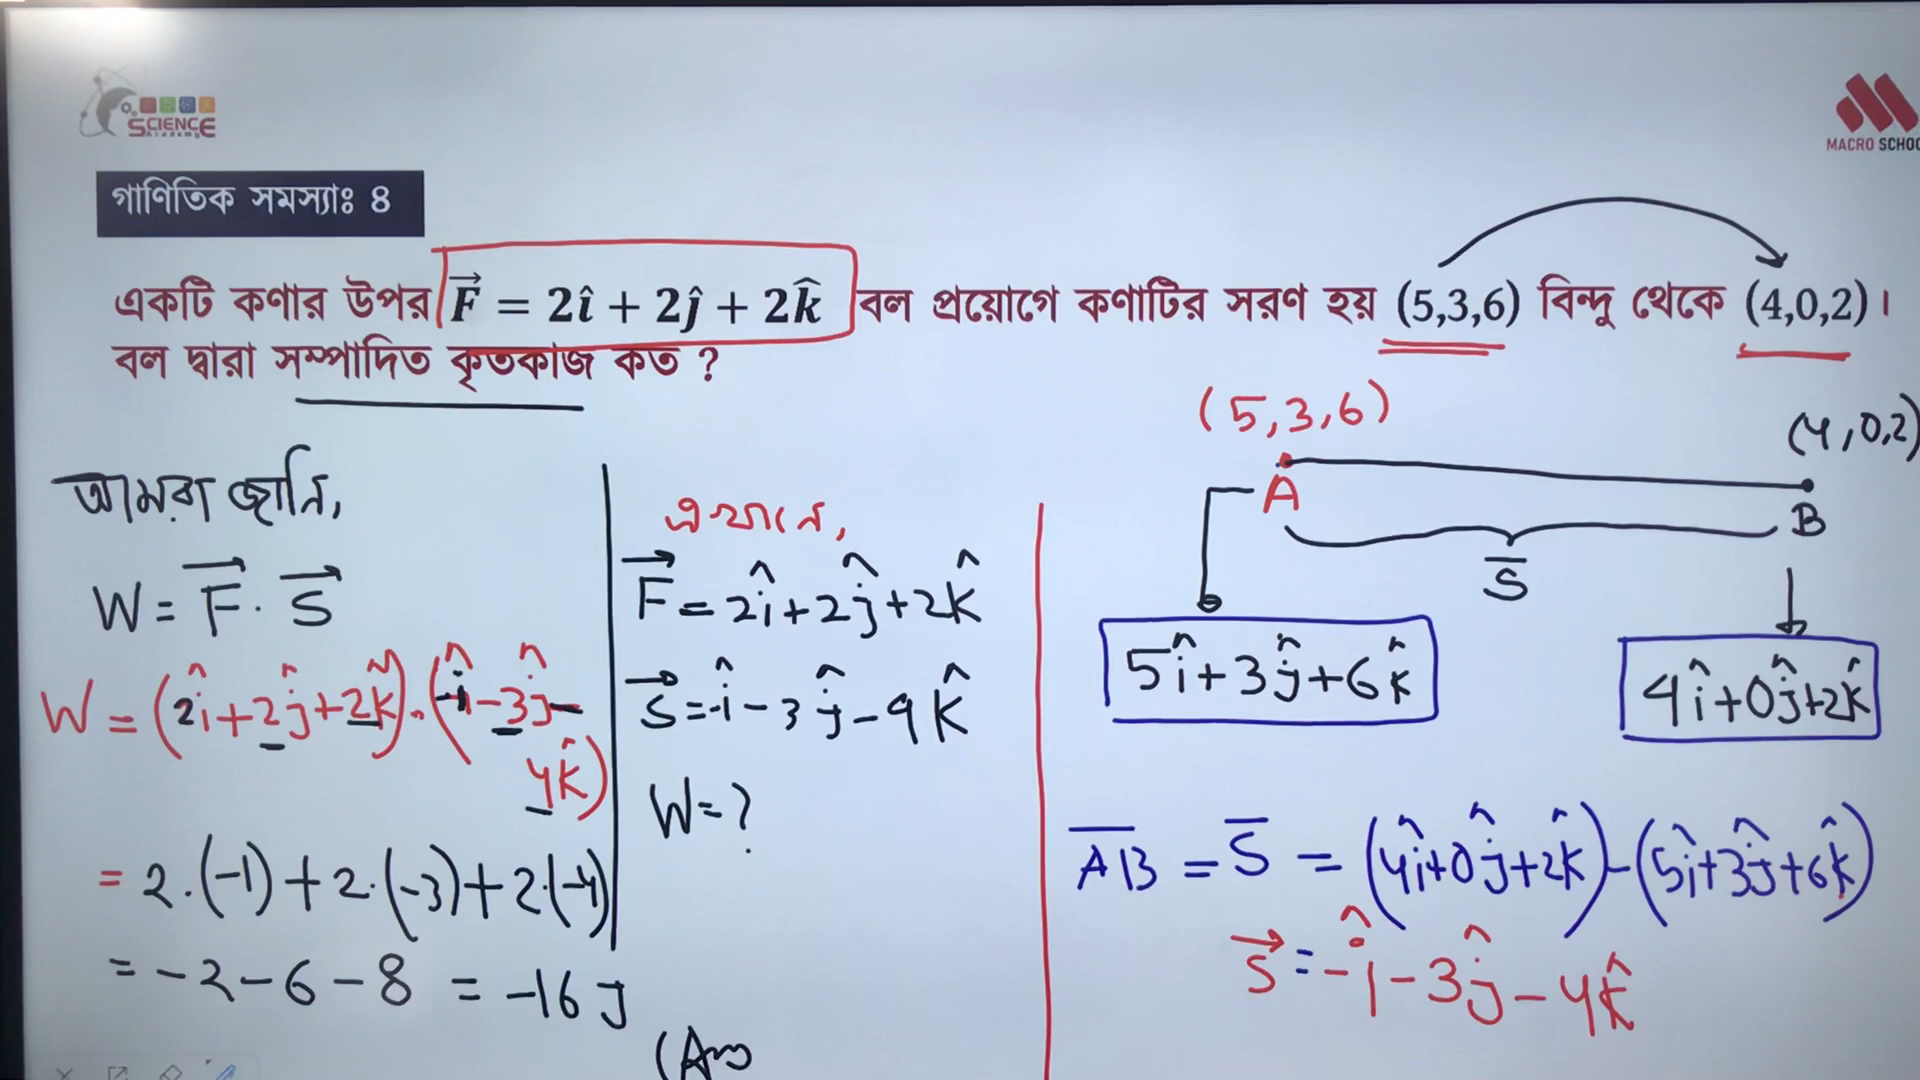 SCIENCE
Academy
MACRO SCHOO
গাণিতিক সমস্যাঃ 8
একটি কণার উপর F⃗ = 2î + 2ĵ + 2k̂ বল প্রয়োগে কণাটির সরণ হয় (5,3,6) বিন্দু থেকে (4,0,2)।
বল দ্বারা সম্পাদিত কৃতকাজ কত ?
আমরা জানি,
W = F⃗ · S⃗
W = (2î+2ĵ+2k̂)·(-î-3ĵ-
4k̂)
= 2·(-1)+2·(-3)+2·(-4)
= -2-6-8 = -16 J
(Ans
এখানে,
F⃗ = 2î+2ĵ+2k̂
S⃗ = -î-3ĵ-4k̂
W = ?
(5,3,6)
(4,0,2)
A
B
S̅
5î+3ĵ+6k̂
4î+0ĵ+2k̂
A̅B̅ = S̅ = (4î+0ĵ+2k̂)-(5î+3ĵ+6k̂)
S⃗ = -î-3ĵ-4k̂